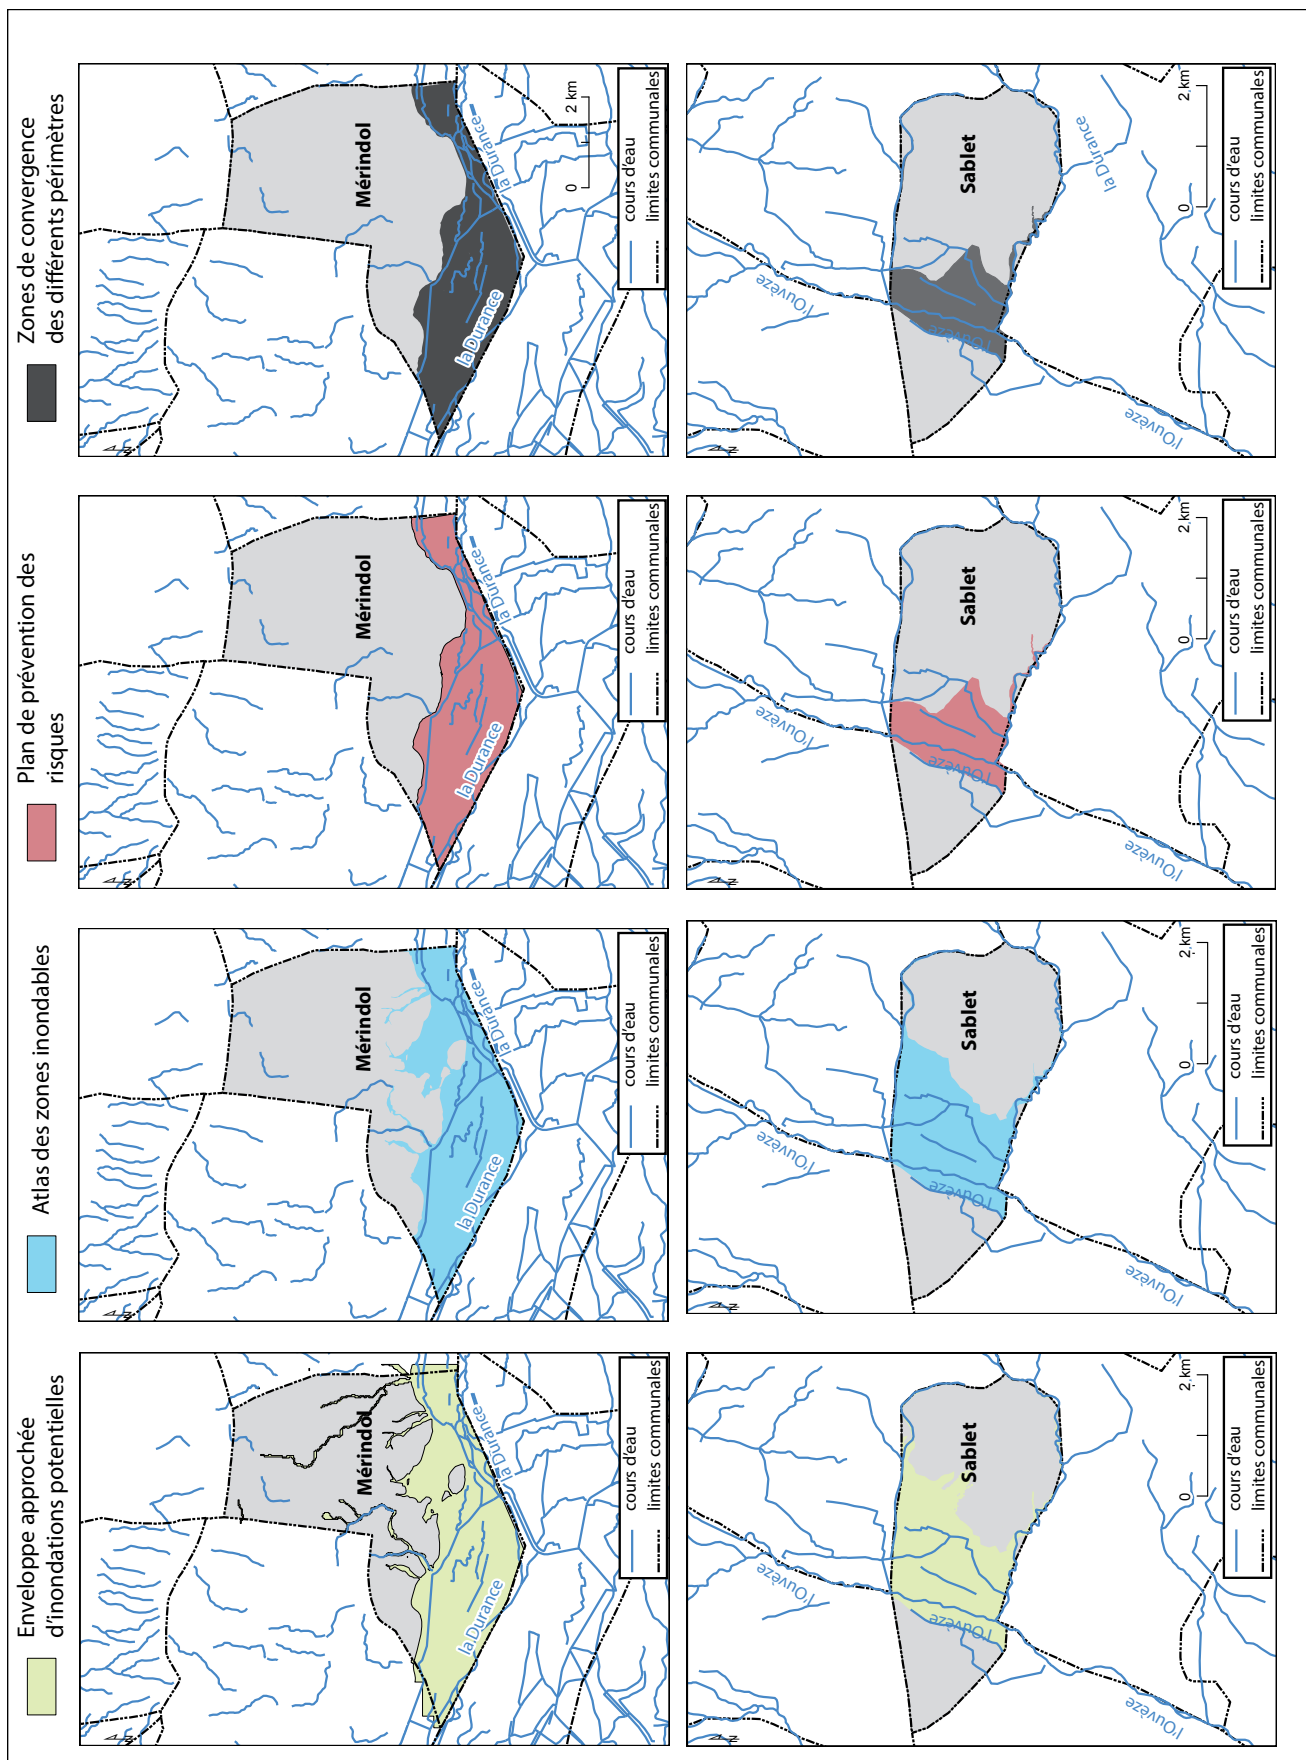 Enveloppe approchée
d'inondations potentielles
Atlas des zones inondables
Plan de prévention des
risques
Zones de convergence
des différents périmètres
Mérindol
la Durance
la Durance
cours d'eau
limites communales
N
Mérindol
la Durance
la Durance
cours d'eau
limites communales
N
Mérindol
la Durance
la Durance
cours d'eau
limites communales
N
Mérindol
la Durance
la Durance
0
2 km
cours d'eau
limites communales
N
Sablet
l'Ouvèze
l'Ouvèze
l'Ouvèze
0
2 km
cours d'eau
limites communales
N
Sablet
l'Ouvèze
l'Ouvèze
l'Ouvèze
0
2 km
cours d'eau
limites communales
N
Sablet
l'Ouvèze
l'Ouvèze
l'Ouvèze
0
2 km
cours d'eau
limites communales
N
Sablet
l'Ouvèze
l'Ouvèze
l'Ouvèze
la Durance
0
2 km
cours d'eau
limites communales
N